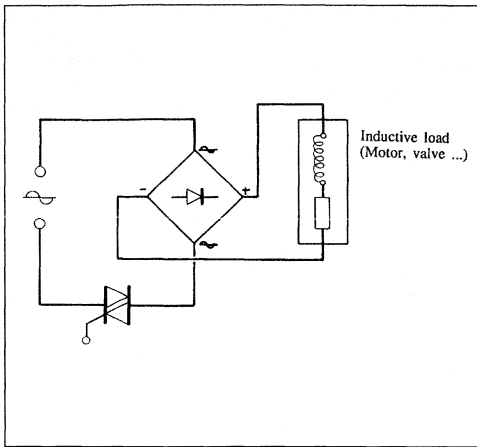 Inductive load
(Motor, valve ...)
- +